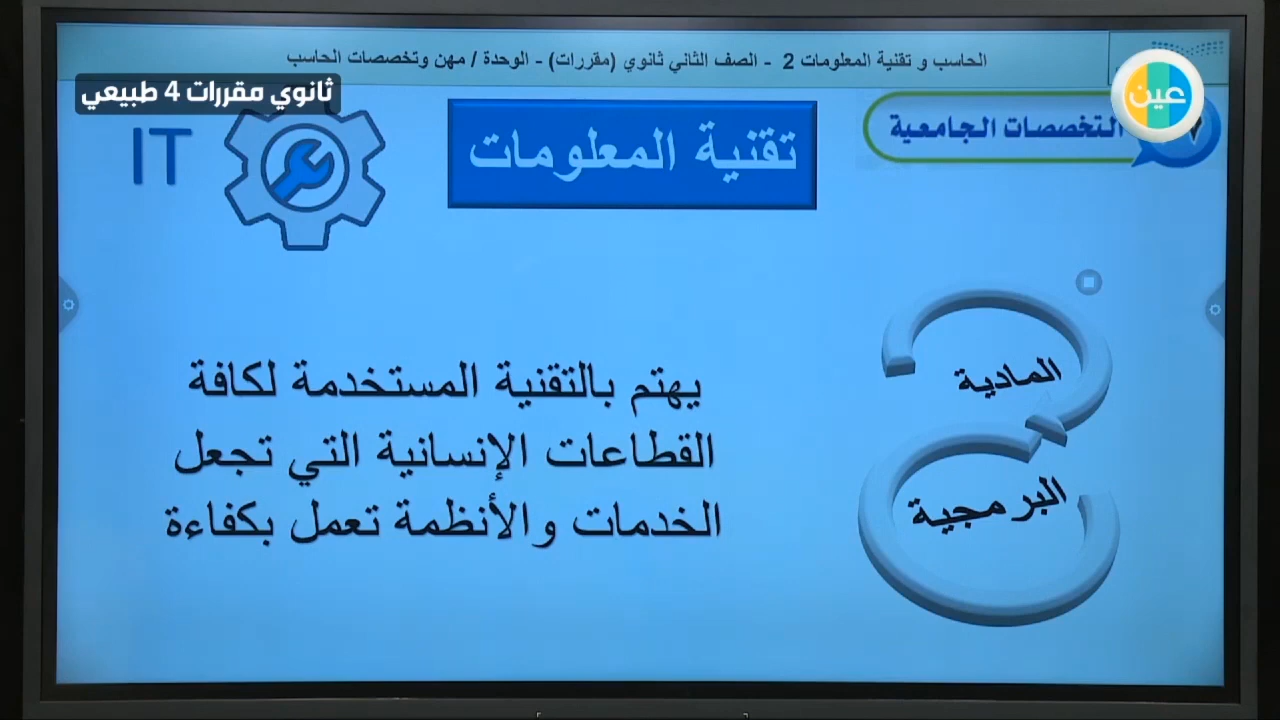 الحاسب و تقنية المعلومات 2 - الصف الثاني ثانوي (مقررات) - الوحدة / مهن وتخصصات الحاسب
عين
ثانوي مقررات 4 طبيعي
التخصصات الجامعية
تقنية المعلومات
IT
المادية
البرمجية
يهتم بالتقنية المستخدمة لكافة
القطاعات الإنسانية التي تجعل
الخدمات والأنظمة تعمل بكفاءة